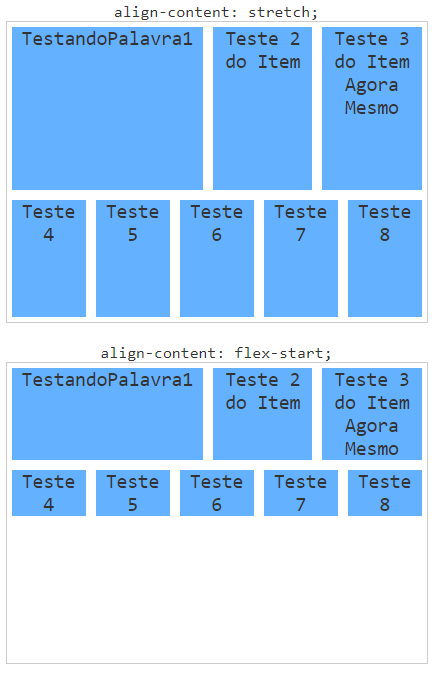 align-content: stretch;
TestandoPalavra1
Teste 2
do Item
Teste 3
do Item
Agora
Mesmo
Teste
4
Teste
5
Teste
6
Teste
7
Teste
8
align-content: flex-start;
TestandoPalavra1
Teste 2
do Item
Teste 3
do Item
Agora
Mesmo
Teste
4
Teste
5
Teste
6
Teste
7
Teste
8